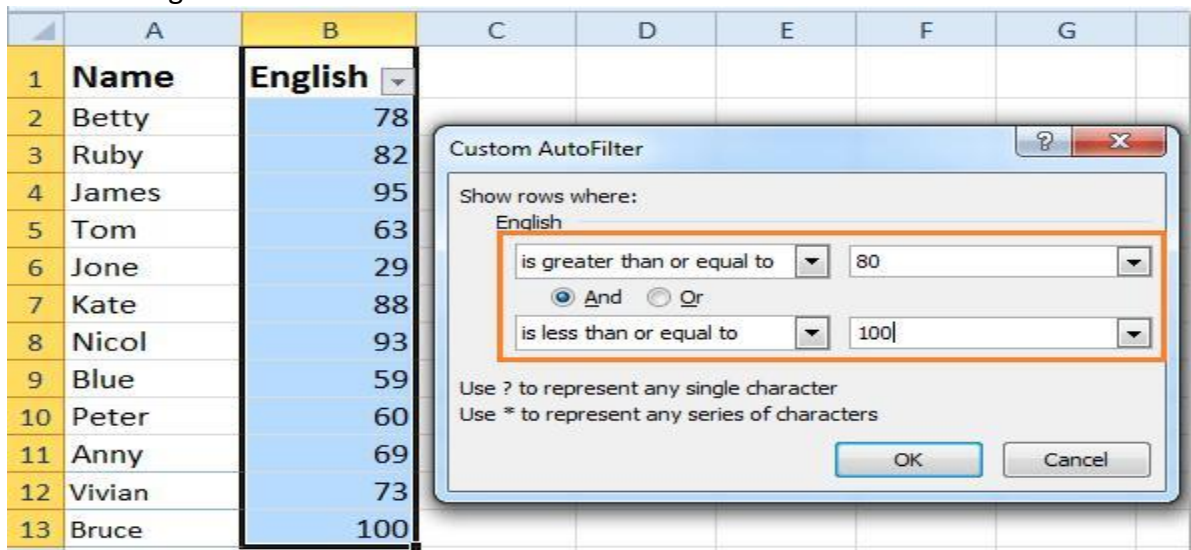 A B C D E F G
1 Name English
2 Betty 78
3 Ruby 82
4 James 95
5 Tom 63
6 Jone 29
7 Kate 88
8 Nicol 93
9 Blue 59
10 Peter 60
11 Anny 69
12 Vivian 73
13 Bruce 100
Custom AutoFilter
Show rows where:
English
is greater than or equal to 80
And Or
is less than or equal to 100
Use ? to represent any single character
Use * to represent any series of characters
OK Cancel